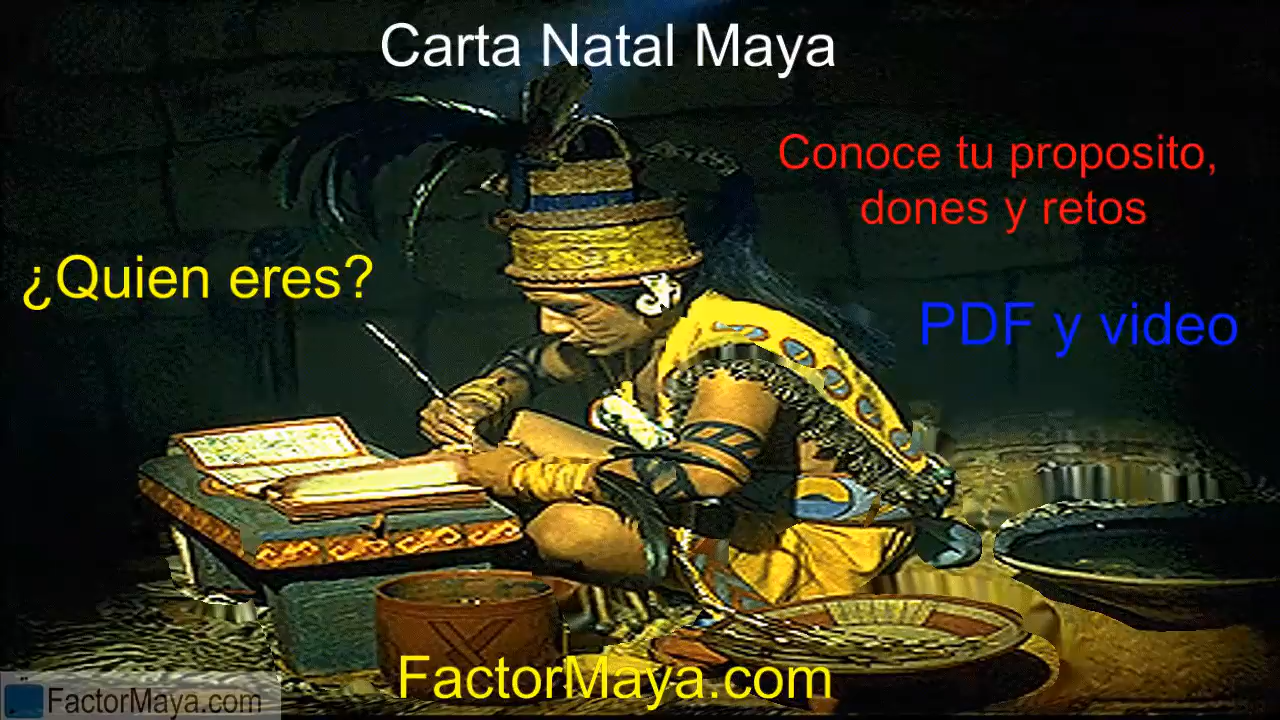 Carta Natal Maya
Conoce tu proposito,
dones y retos
¿Quien eres?
PDF y video
FactorMaya.com
FactorMaya.com